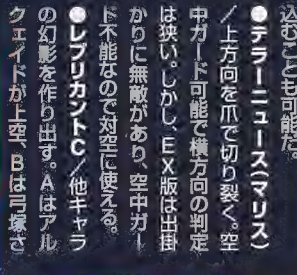 込むことも可能だ。
●テラーニュース(マリス)
／上方向を爪で切り裂く。空
中ガード可能で横方向の判定
は狭い。しかし、EX版は出掛
かりに無敵があり、空中ガー
ド不能なので対空に使える。
●レプリカントC／他キャラ
の幻影を作り出す。Aはアル
クェイドが上空、Bは弓塚さ